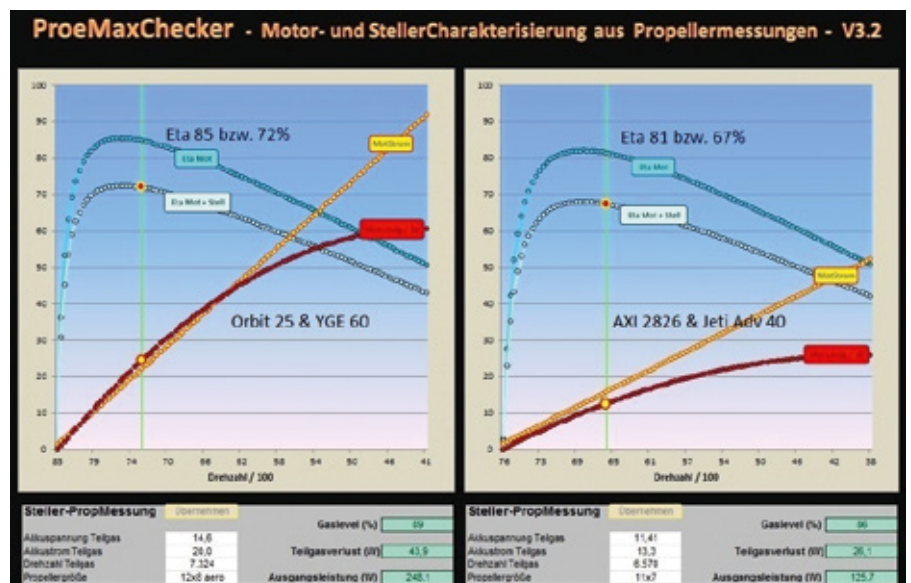 ProeMaxChecker - Motor- und StellerCharakterisierung aus Propellermessungen - V3.2
100
90
80
70
60
50
40
30
20
10
0
Eta 85 bzw. 72%
Eta Mot
MotStrom
Eta Mot + Stell
Orbit 25 & YGE 60
83 79 74 70 66 62 58 54 50 45 41
Drehzahl / 100
100
90
80
70
60
50
40
30
20
10
0
Eta 81 bzw. 67%
Eta Mot
Eta Mot + Stell
MotStrom
AXI 2826 & Jeti Adv 40
76 73 69 65 61 57 53 50 46 42 38
Drehzahl / 100
Steller-PropMessung Übernehmen
Gaslevel (%) 89
Akkuspannung Teilgas 14,6
Akkustrom Teilgas 28,0
Teilgasverlust (W) 43,9
Drehzahl Teilgas 7.324
Propellergröße 12x8 aero
Ausgangsleistung (W) 248,1
Steller-PropMessung Übernehmen
Gaslevel (%)
Akkuspannung Teilgas 11,41
Akkustrom Teilgas 13,3
Teilgasverlust (W) 26,1
Drehzahl Teilgas 6.578
Propellergröße 11x7
Ausgangsleistung (W) 125,7